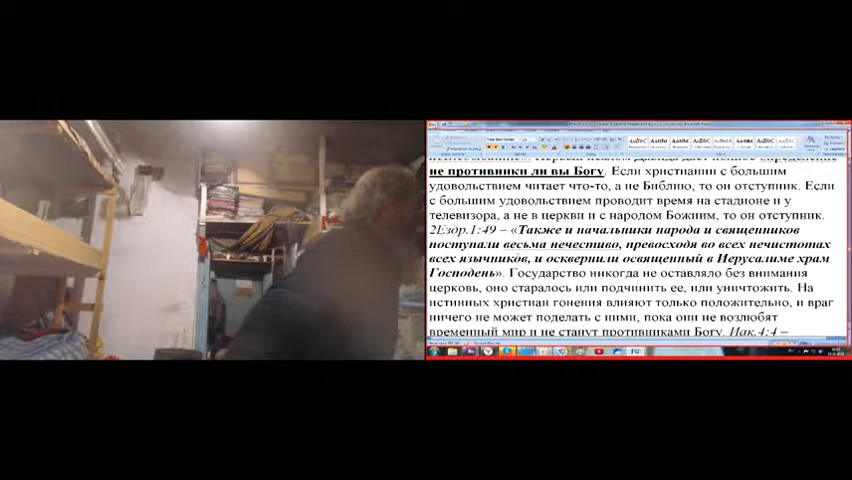 не противники ли вы Богу. Если христианин с большим
удовольствием читает что-то, а не Библию, то он отступник. Если
с большим удовольствием проводит время на стадионе и у
телевизора, а не в церкви и с народом Божиим, то он отступник.
2Ездр.1:49 – «Также и начальники народа и священников
поступали весьма нечестиво, превосходя во всех нечистотах
всех язычников, и осквернили освященный в Иерусалиме храм
Господень». Государство никогда не оставляло без внимания
церковь, оно старалось или подчинить ее, или уничтожить. На
истинных христиан гонения влияют только положительно, и враг
ничего не может поделать с ними, пока они не возлюбят
временный мир и не станут противниками Богу. Иак.4:4 –